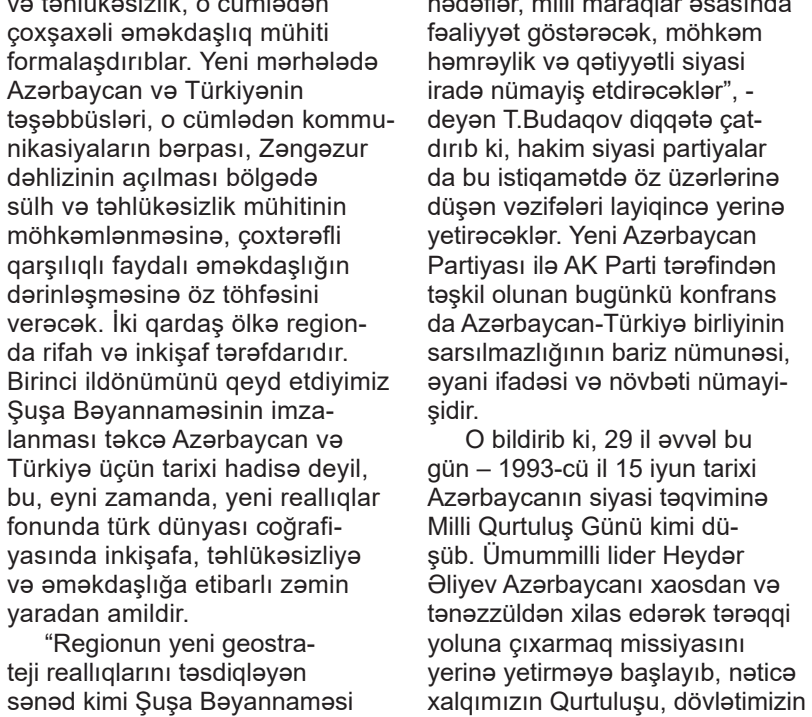 və təhlükəsizlik, o cümlədən
çoxşaxəli əməkdaşlıq mühiti
formalaşdırıblar. Yeni mərhələdə
Azərbaycan və Türkiyənin
təşəbbüsləri, o cümlədən kommu-
nikasiyaların bərpası, Zəngəzur
dəhlizinin açılması bölgədə
sülh və təhlükəsizlik mühitinin
möhkəmlənməsinə, çoxtərəfli
qarşılıqlı faydalı əməkdaşlığın
dərinləşməsinə öz töhfəsini
verəcək. İki qardaş ölkə region-
da rifah və inkişaf tərəfdarıdır.
Birinci ildönümünü qeyd etdiyimiz
Şuşa Bəyannaməsinin imza-
lanması təkcə Azərbaycan və
Türkiyə üçün tarixi hadisə deyil,
bu, eyni zamanda, yeni reallıqlar
fonunda türk dünyası coğrafi-
yasında inkişafa, təhlükəsizliyə
və əməkdaşlığa etibarlı zəmin
yaradan amildir.
“Regionun yeni geostra-
teji reallıqlarını təsdiqləyən
sənəd kimi Şuşa Bəyannaməsi
hədəflər, milli maraqlar əsasında
fəaliyyət göstərəcək, möhkəm
həmrəylik və qətiyyətli siyasi
iradə nümayiş etdirəcəklər”, -
deyən T.Budaqov diqqətə çat-
dırıb ki, hakim siyasi partiyalar
da bu istiqamətdə öz üzərlərinə
düşən vəzifələri layiqincə yerinə
yetirəcəklər. Yeni Azərbaycan
Partiyası ilə AK Parti tərəfindən
təşkil olunan bugünkü konfrans
da Azərbaycan-Türkiyə birliyinin
sarsılmazlığının bariz nümunəsi,
əyani ifadəsi və növbəti nümayi-
şidir.
O bildirib ki, 29 il əvvəl bu
gün – 1993-cü il 15 iyun tarixi
Azərbaycanın siyasi təqviminə
Milli Qurtuluş Günü kimi dü-
şüb. Ümummilli lider Heydər
Əliyev Azərbaycanı xaosdan və
tənəzzüldən xilas edərək tərəqqi
yoluna çıxarmaq missiyasını
yerinə yetirməyə başlayıb, nəticə
xalqımızın Qurtuluşu, dövlətimizin